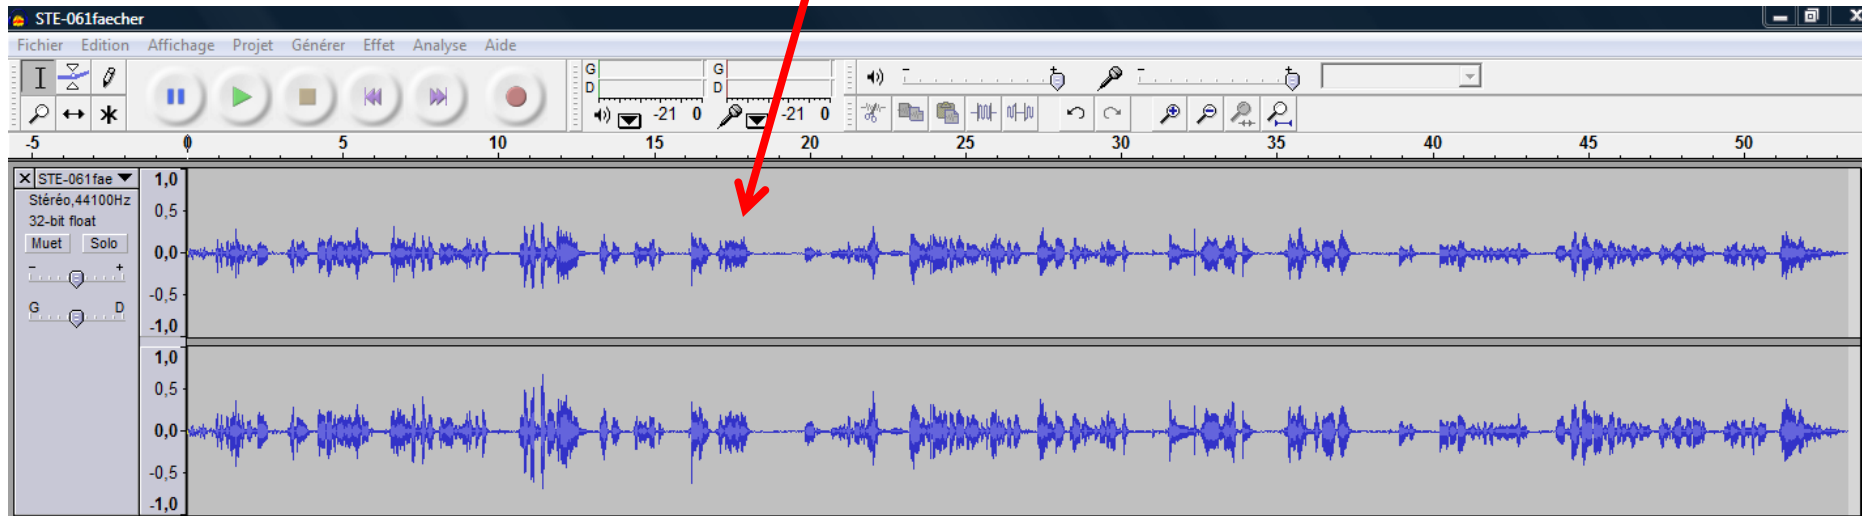 STE-061faecher
Fichier Edition Affichage Projet Générer Effet Analyse Aide
G G
D D
-21 0 -21 0
- + -
+
-5 0 5 10 15 20 25 30 35 40 45 50
X STE-061fae
Stéréo,44100Hz
32-bit float
Muet Solo
- +
G D
1,0
0,5
0,0
-0,5
-1,0
1,0
0,5
0,0
-0,5
-1,0